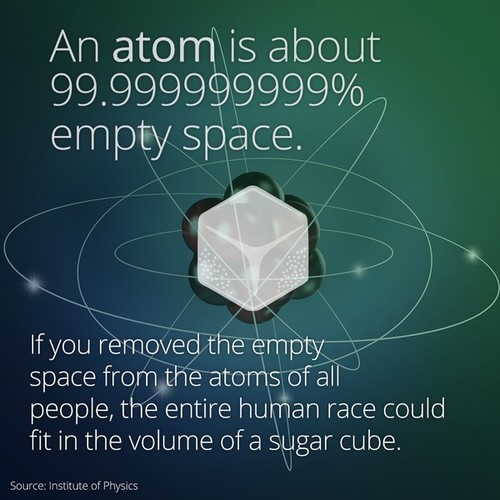 An atom is about
99.999999999%
empty space.
If you removed the empty
space from the atoms of all
people, the entire human race could
fit in the volume of a sugar cube.
Source: Institute of Physics